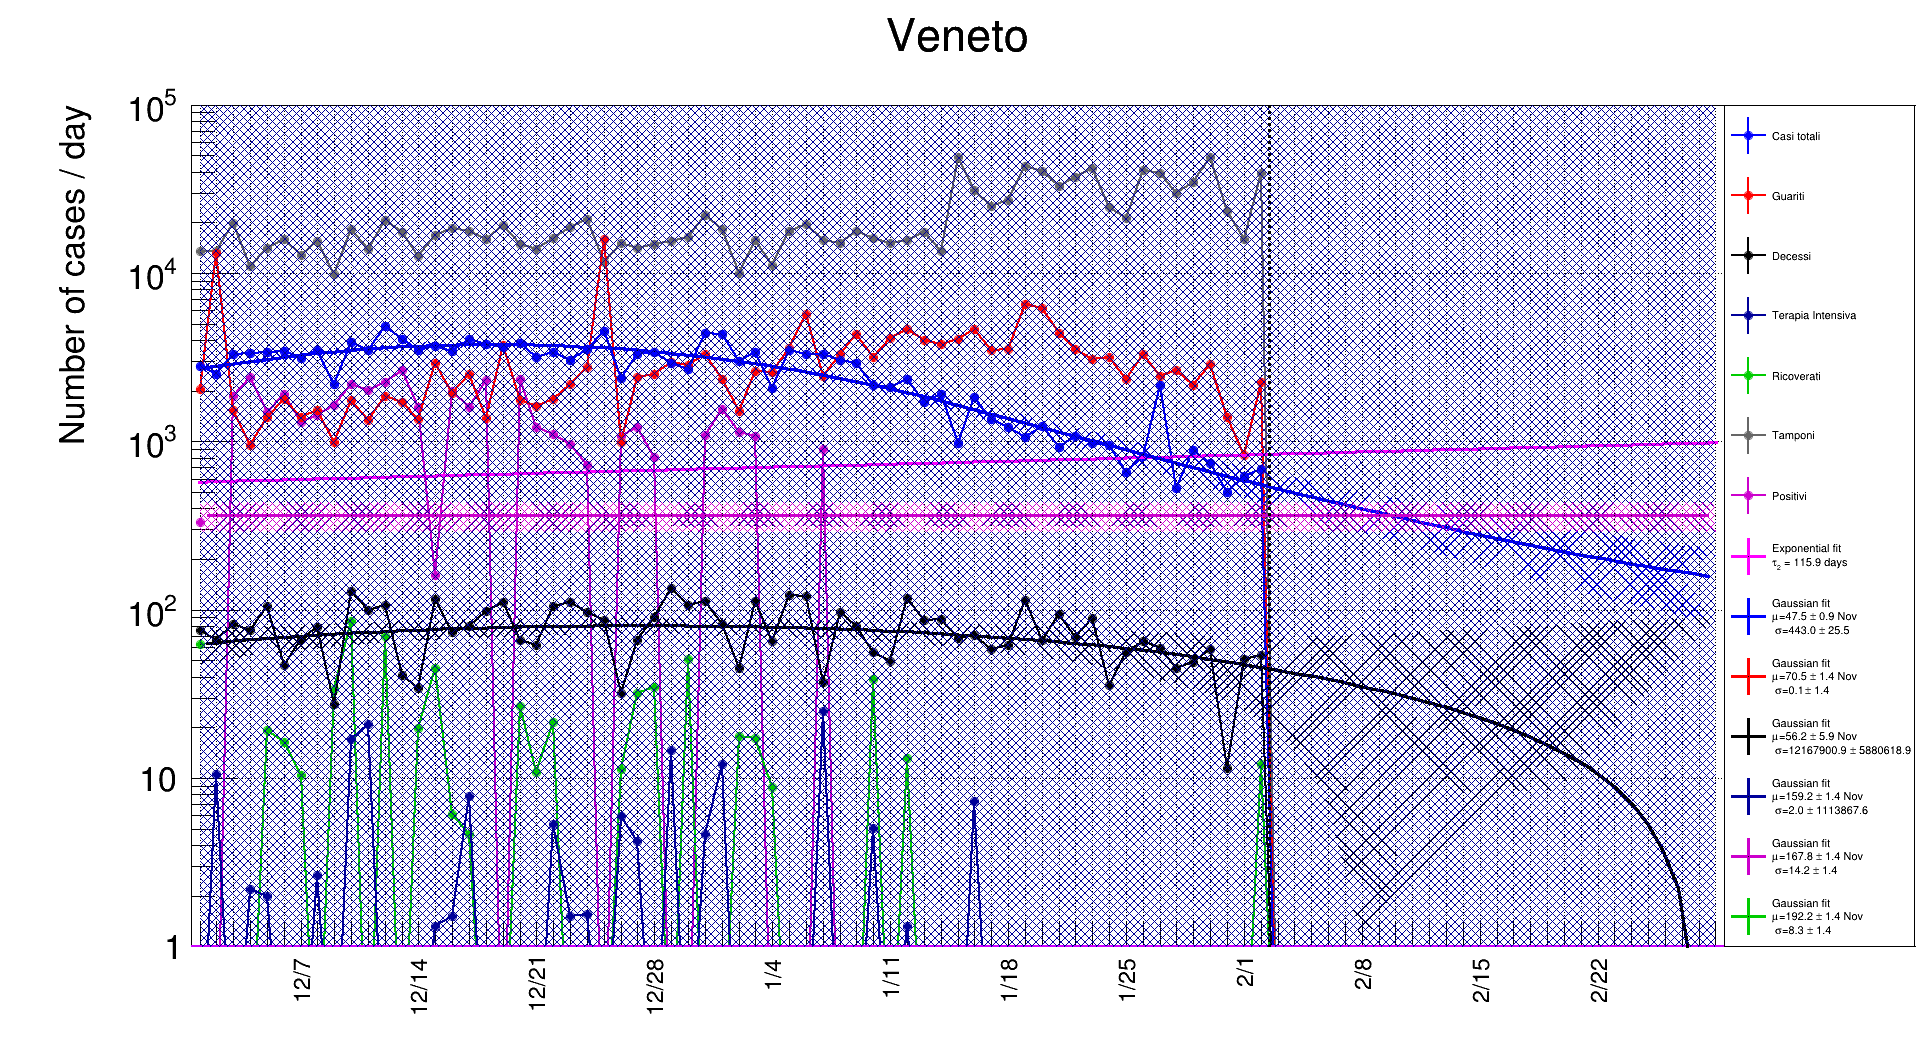 Veneto
Number of cases / day
10^5
10^4
10^3
10^2
10
1
12/7
12/14
12/21
12/28
1/4
1/11
1/18
1/25
2/1
2/8
2/15
2/22
Casi totali
Guariti
Decessi
Terapia Intensiva
Ricoverati
Tamponi
Positivi
Exponential fit
τ₂ = 115.9 days
Gaussian fit
μ=47.5 ± 0.9 Nov
σ=443.0 ± 25.5
Gaussian fit
μ=70.5 ± 1.4 Nov
σ=0.1 ± 1.4
Gaussian fit
μ=56.2 ± 5.9 Nov
σ=12167900.9 ± 5880618.9
Gaussian fit
μ=159.2 ± 1.4 Nov
σ=2.0 ± 1113867.6
Gaussian fit
μ=167.8 ± 1.4 Nov
σ=14.2 ± 1.4
Gaussian fit
μ=192.2 ± 1.4 Nov
σ=8.3 ± 1.4